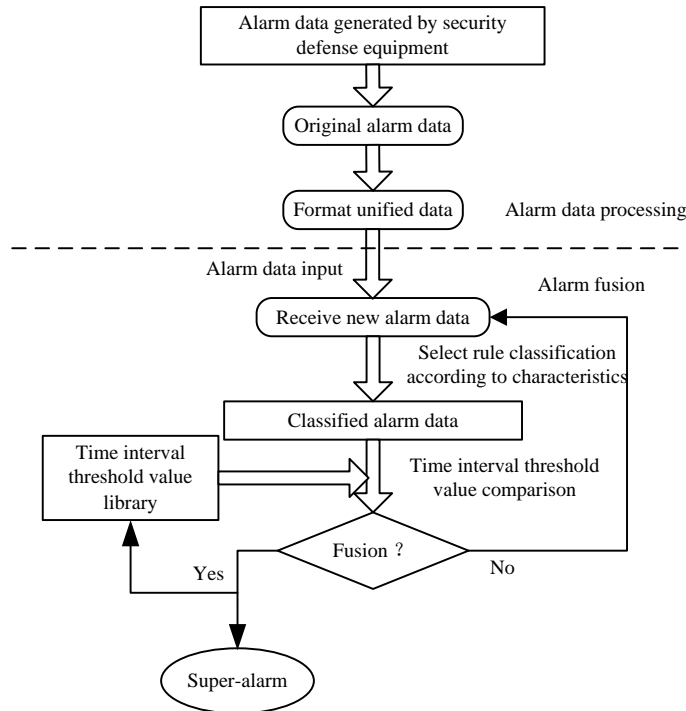 Alarm data generated by security
defense equipment
Original alarm data
Format unified data
Alarm data processing
Alarm data input
Alarm fusion
Receive new alarm data
Select rule classification
according to characteristics
Classified alarm data
Time interval
threshold value
library
Time interval threshold
value comparison
Fusion？
Yes
No
Super-alarm